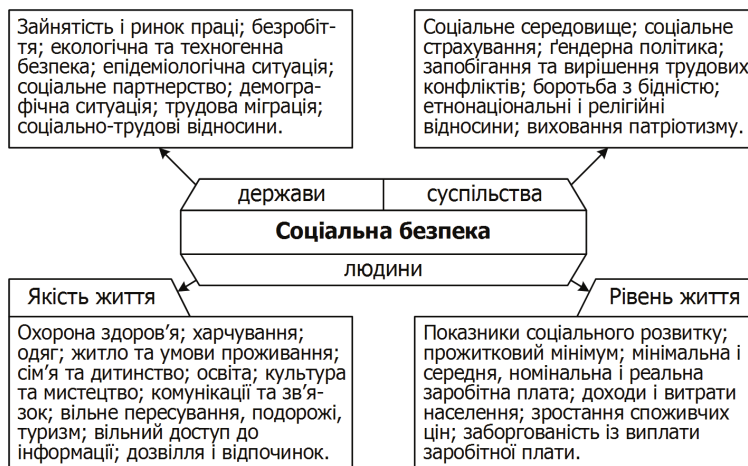 Зайнятість і ринок праці; безробіт-
тя; екологічна та техногенна
безпека; епідеміологічна ситуація;
соціальне партнерство; демогра-
фічна ситуація; трудова міграція;
соціально-трудові відносини.
Соціальне середовище; соціальне
страхування; ґендерна політика;
запобігання та вирішення трудових
конфліктів; боротьба з бідністю;
етнонаціональні і релігійні
відносини; виховання патріотизму.
держави
суспільства
Соціальна безпека
людини
Якість життя
Охорона здоров’я; харчування;
одяг; житло та умови проживання;
сім’я та дитинство; освіта; культура
та мистецтво; комунікації та зв’я-
зок; вільне пересування, подорожі,
туризм; вільний доступ до
інформації; дозвілля і відпочинок.
Рівень життя
Показники соціального розвитку;
прожитковий мінімум; мінімальна і
середня, номінальна і реальна
заробітна плата; доходи і витрати
населення; зростання споживчих
цін; заборгованість із виплати
заробітної плати.